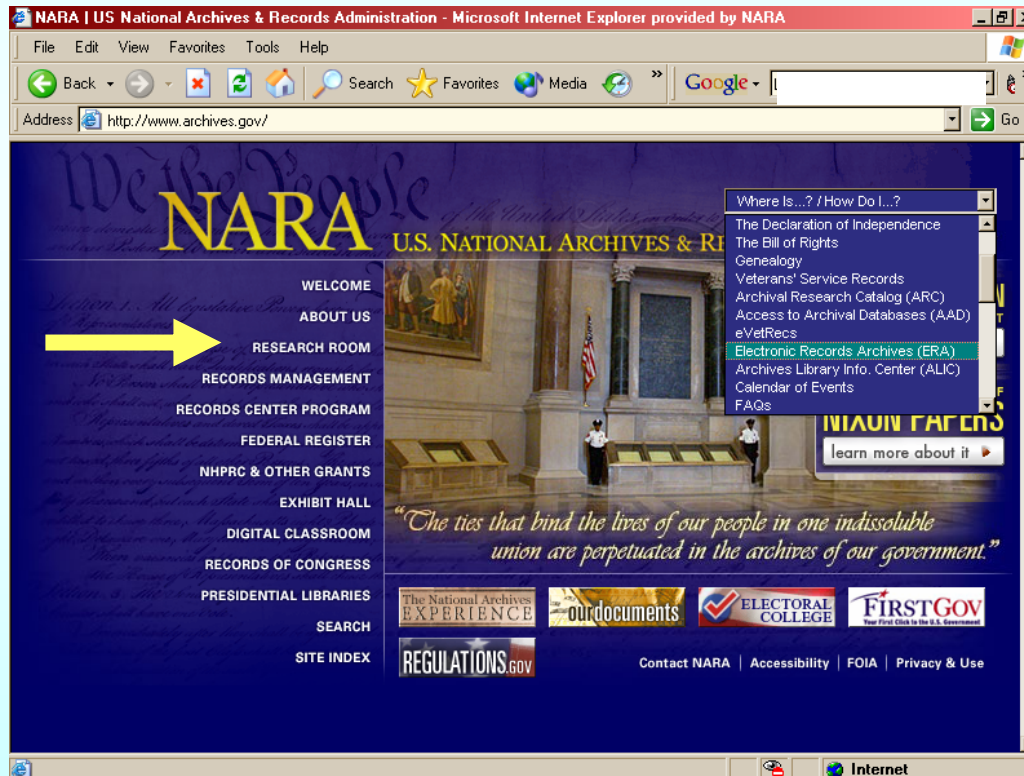 NARA | US National Archives & Records Administration - Microsoft Internet Explorer provided by NARA
File Edit View Favorites Tools Help
Back Search Favorites Media » Google
Address http://www.archives.gov/ Go
We the People
NARA
U.S. NATIONAL ARCHIVES &
Where Is...? / How Do I...?
The Declaration of Independence
The Bill of Rights
Genealogy
Veterans' Service Records
Archival Research Catalog (ARC)
Access to Archival Databases (AAD)
eVetRecs
Electronic Records Archives (ERA)
Archives Library Info. Center (ALIC)
Calendar of Events
FAQs
WELCOME
ABOUT US
RESEARCH ROOM
RECORDS MANAGEMENT
RECORDS CENTER PROGRAM
FEDERAL REGISTER
NHPRC & OTHER GRANTS
EXHIBIT HALL
DIGITAL CLASSROOM
RECORDS OF CONGRESS
PRESIDENTIAL LIBRARIES
SEARCH
SITE INDEX
NIXON PAPERS
learn more about it
"The ties that bind the lives of our people in one indissoluble
union are perpetuated in the archives of our government."
The National Archives
EXPERIENCE
ourdocuments
ELECTORAL
COLLEGE
FIRSTGOV
Your First Click to the U.S. Government
REGULATIONS.GOV
Contact NARA | Accessibility | FOIA | Privacy & Use
Internet